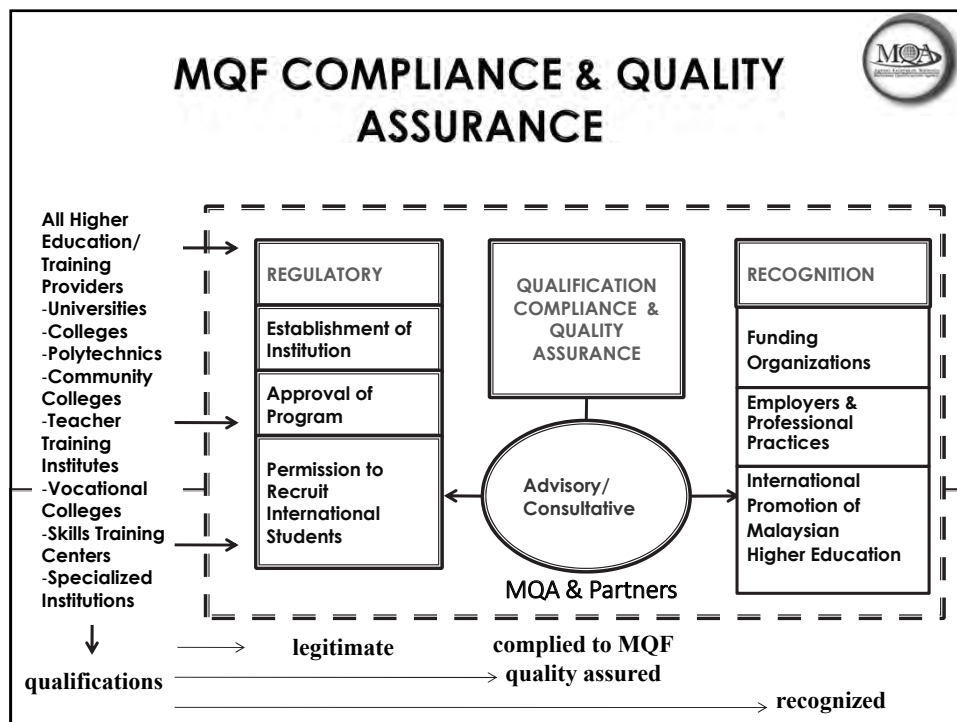 MQF COMPLIANCE & QUALITY
ASSURANCE
MQA
All Higher
Education/
Training
Providers
-Universities
-Colleges
-Polytechnics
-Community
Colleges
-Teacher
Training
Institutes
-Vocational
Colleges
-Skills Training
Centers
-Specialized
Institutions
qualifications
REGULATORY
Establishment of
Institution
Approval of
Program
Permission to
Recruit
International
Students
QUALIFICATION
COMPLIANCE &
QUALITY
ASSURANCE
Advisory/
Consultative
MQA & Partners
RECOGNITION
Funding
Organizations
Employers &
Professional
Practices
International
Promotion of
Malaysian
Higher Education
legitimate
complied to MQF
quality assured
recognized